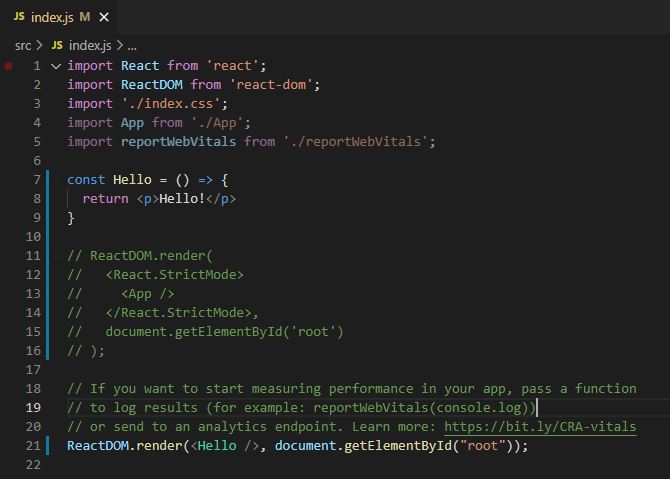 JS index.js M ×
src > JS index.js > ...
1 import React from 'react';
2 import ReactDOM from 'react-dom';
3 import './index.css';
4 import App from './App';
5 import reportWebVitals from './reportWebVitals';
6
7 const Hello = () => {
8   return <p>Hello!</p>
9 }
10
11 // ReactDOM.render(
12 //   <React.StrictMode>
13 //     <App />
14 //   </React.StrictMode>,
15 //   document.getElementById('root')
16 // );
17
18 // If you want to start measuring performance in your app, pass a function
19 // to log results (for example: reportWebVitals(console.log))
20 // or send to an analytics endpoint. Learn more: https://bit.ly/CRA-vitals
21 ReactDOM.render(<Hello />, document.getElementById("root"));
22